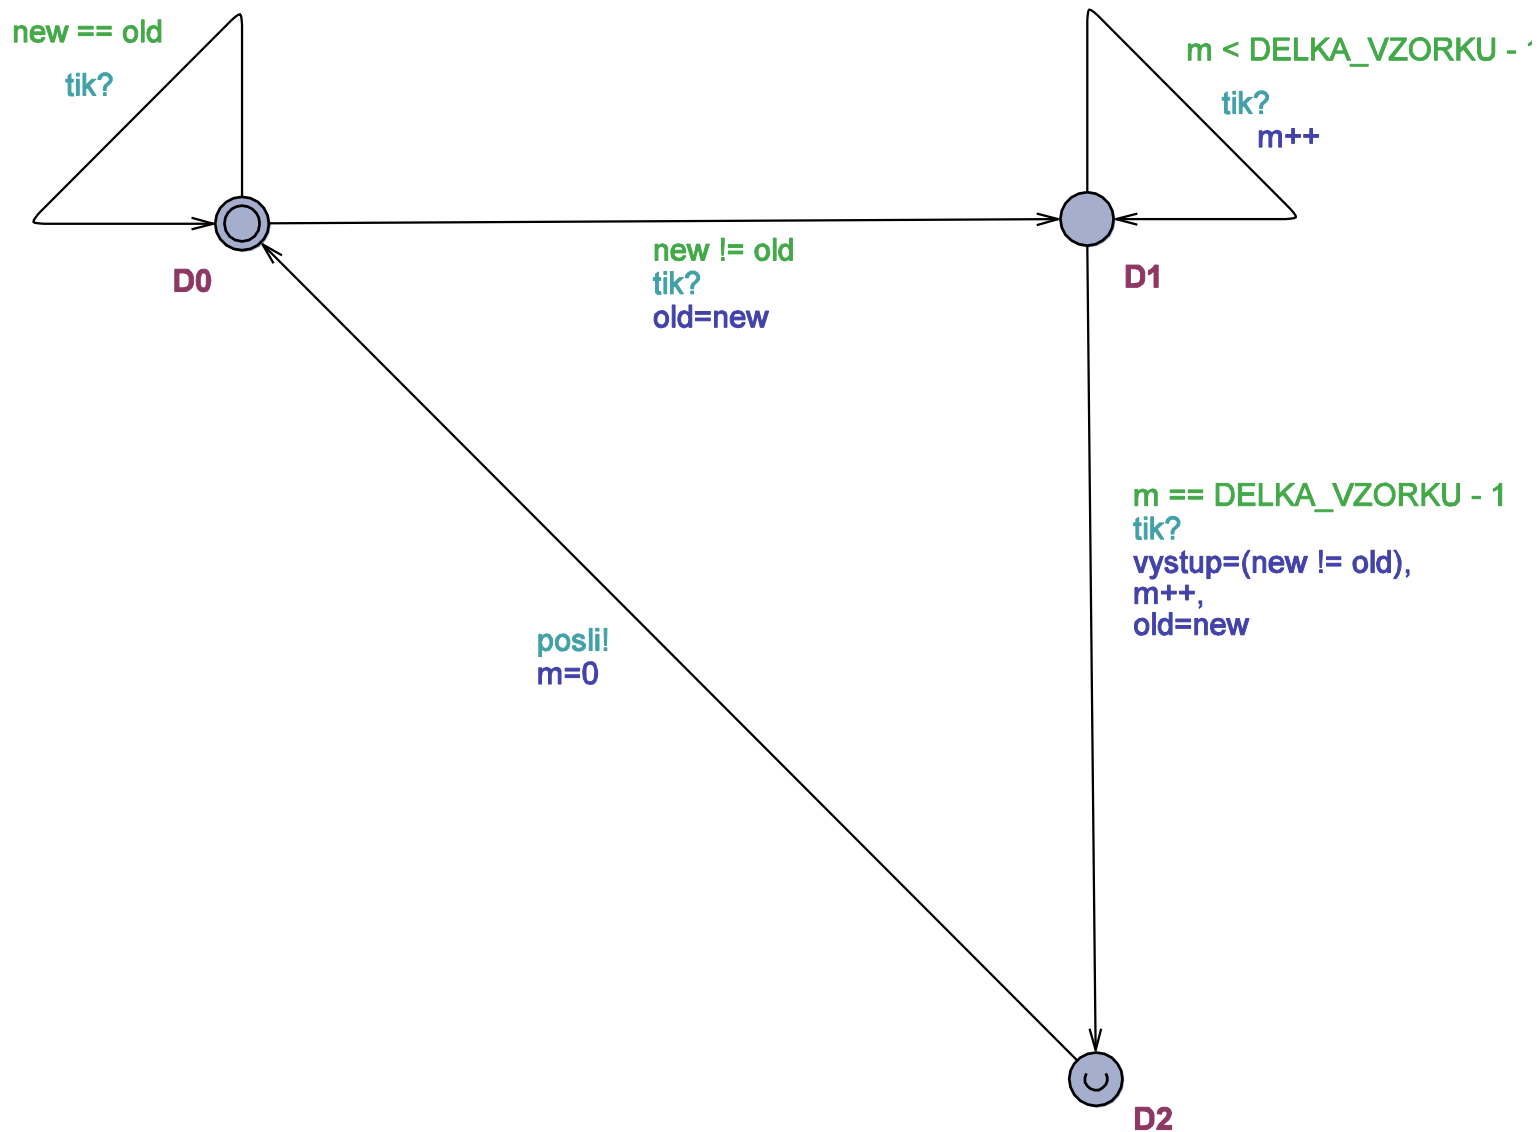 new == old
tik?
m < DELKA_VZORKU - 1
tik?
m++
D0
new != old
tik?
old=new
D1
m == DELKA_VZORKU - 1
tik?
vystup=(new != old),
m++,
old=new
posli!
m=0
D2